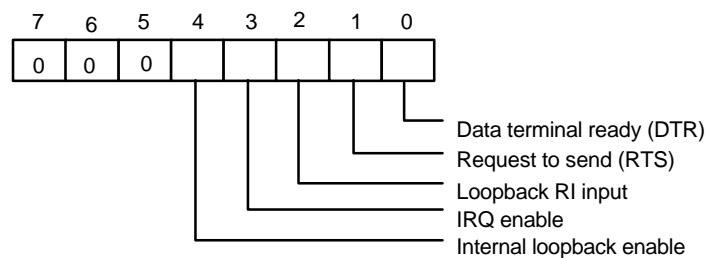 7 6 5 4 3 2 1 0
0 0 0
Data terminal ready (DTR)
Request to send (RTS)
Loopback RI input
IRQ enable
Internal loopback enable